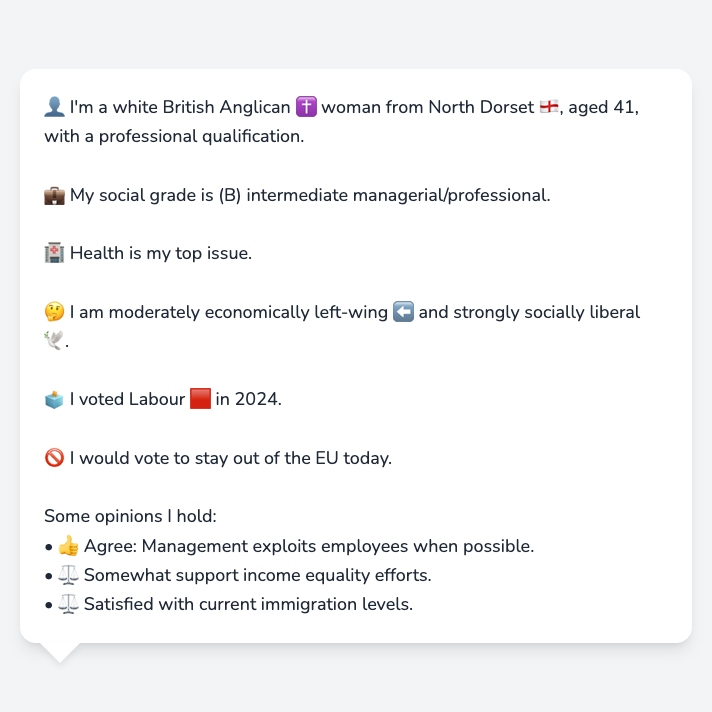 👤 I'm a white British Anglican ✝️ woman from North Dorset 🏴󠁧󠁢󠁥󠁮󠁧󠁿, aged 41,
with a professional qualification.
💼 My social grade is (B) intermediate managerial/professional.
🏥 Health is my top issue.
🤔 I am moderately economically left-wing ⬅️ and strongly socially liberal
🕊️.
🗳️ I voted Labour 🟥 in 2024.
🚫 I would vote to stay out of the EU today.
Some opinions I hold:
• 👍 Agree: Management exploits employees when possible.
• ⚖️ Somewhat support income equality efforts.
• ⚖️ Satisfied with current immigration levels.